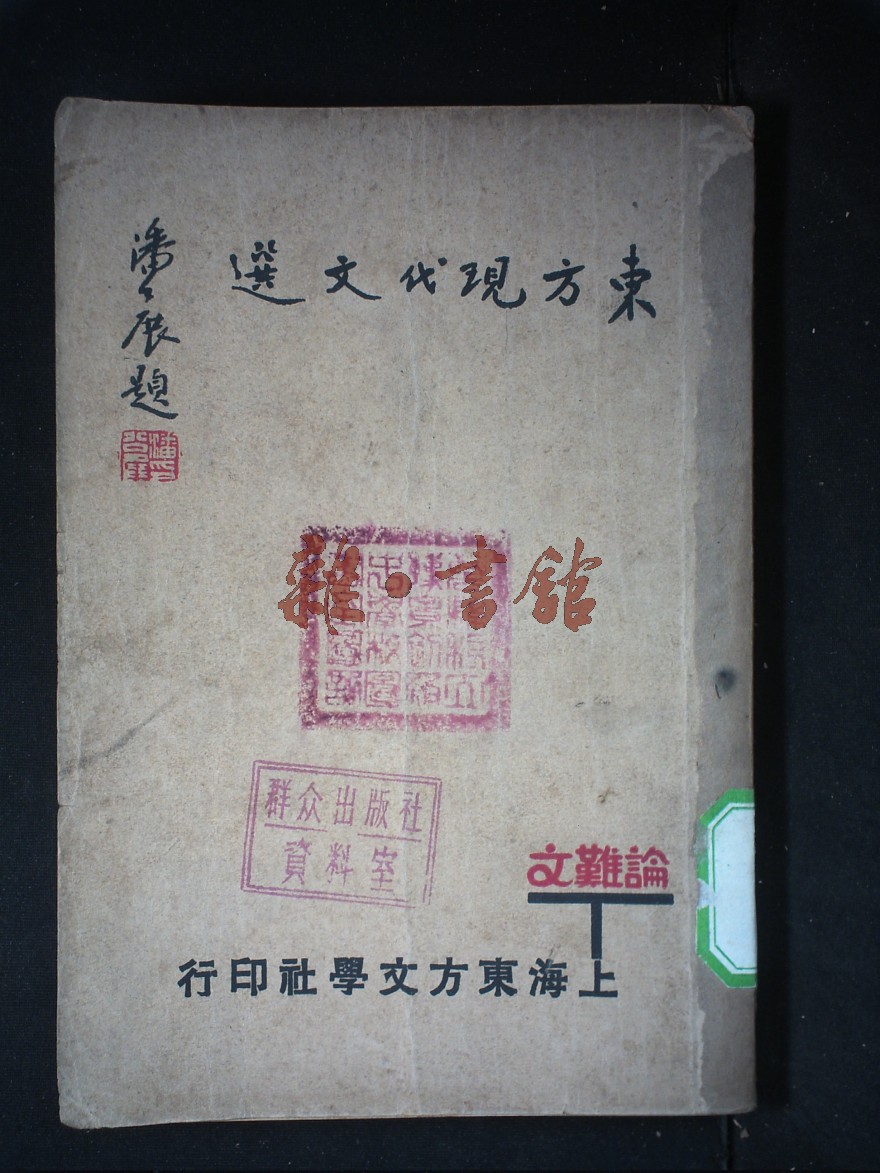 東方現代文選
潘公展題
雜·書館
群众出版社
資料室
論難文
上海東方文學社印行